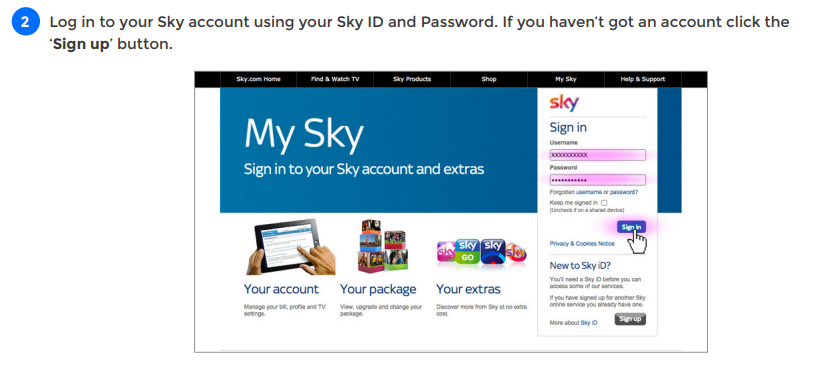 2
Log in to your Sky account using your Sky ID and Password. If you haven’t got an account click the
‘Sign up’ button.
Sky.com Home Find & Watch TV Sky Products Shop My Sky Help & Support
sky
My Sky
Sign in to your Sky account and extras
Sign in
Username
xxxxxxxxxx
Password
Forgotten username or password?
Keep me signed in
(Uncheck if on a shared device)
Sign in
Privacy & Cookies Notice
sky
sky
GO
sky
sky
Your account
Manage your bill, profile and TV
settings.
Your package
View, upgrade and change your
package.
Your extras
Discover more from Sky at no extra
cost.
New to Sky iD?
You'll need a Sky iD before you can
access some of our services.
If you have signed up for another Sky
online service you already have one.
More about Sky iD
Sign up